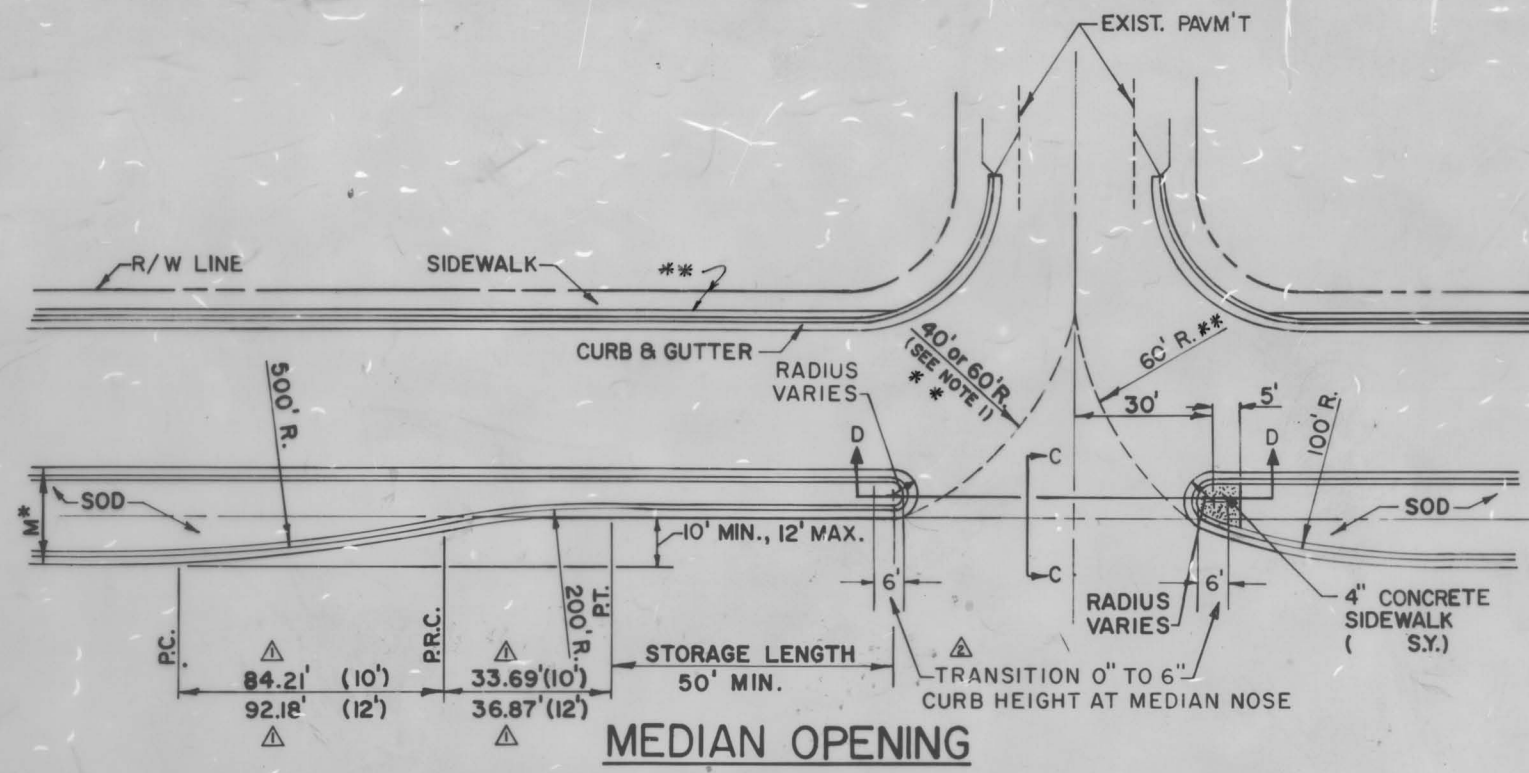 EXIST. PAVM'T
R/W LINE
SIDEWALK
**
CURB & GUTTER
RADIUS
VARIES
40' or 60'R.
(SEE NOTE 1)
**
60' R. **
30'
5'
100' R.
500' R.
D
D
C
C
M*
SOD
SOD
10' MIN., 12' MAX.
6'
6'
RADIUS
VARIES
4" CONCRETE
SIDEWALK
( S.Y.)
P.C.
P.R.C.
200' R.
P.T.
1
84.21' (10')
92.18' (12')
1
1
33.69'(10')
36.87'(12')
1
STORAGE LENGTH
50' MIN.
2
TRANSITION 0" TO 6"
CURB HEIGHT AT MEDIAN NOSE
MEDIAN OPENING